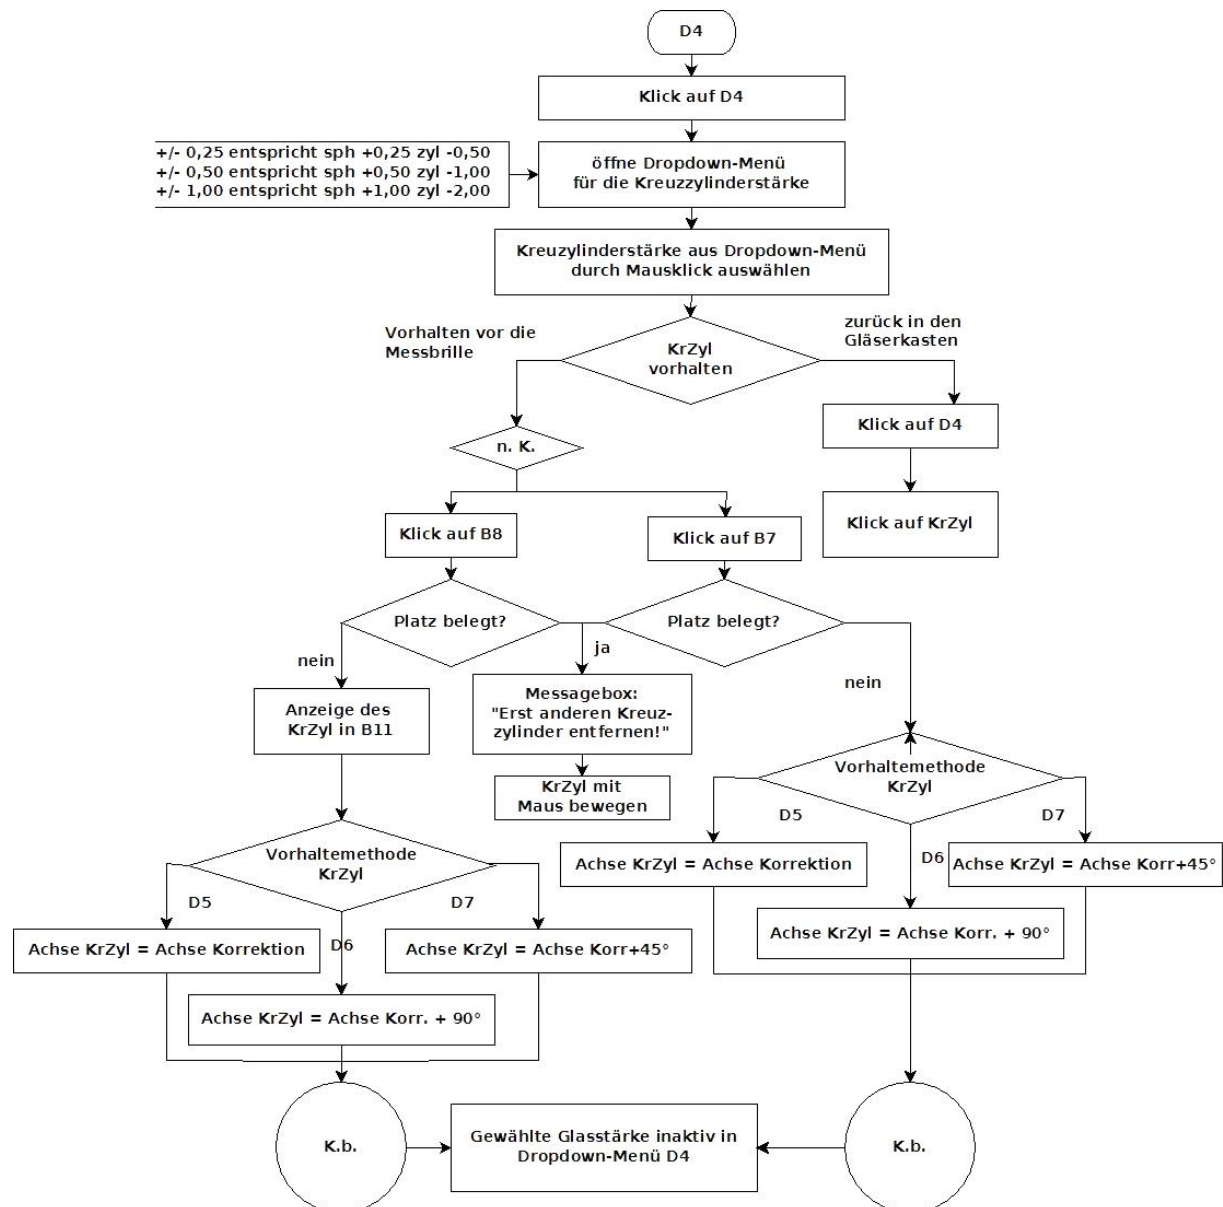 D4
Klick auf D4
+/- 0,25 entspricht sph +0,25 zyl -0,50
+/- 0,50 entspricht sph +0,50 zyl -1,00
+/- 1,00 entspricht sph +1,00 zyl -2,00
öffne Dropdown-Menü
für die Kreuzzylinderstärke
Kreuzylinderstärke aus Dropdown-Menü
durch Mausklick auswählen
Vorhalten vor die
Messbrille
KrZyl
vorhalten
zurück in den
Gläserkasten
n. K.
Klick auf D4
Klick auf KrZyl
Klick auf B8
Klick auf B7
Platz belegt?
Platz belegt?
nein
ja
nein
Anzeige des
KrZyl in B11
Messagebox:
"Erst anderen Kreuz-
zylinder entfernen!"
KrZyl mit
Maus bewegen
Vorhaltemethode
KrZyl
D5
D6
D7
Achse KrZyl = Achse Korrektion
Achse KrZyl = Achse Korr+45°
Achse KrZyl = Achse Korr. + 90°
Vorhaltemethode
KrZyl
D5
D6
D7
Achse KrZyl = Achse Korrektion
Achse KrZyl = Achse Korr+45°
Achse KrZyl = Achse Korr. + 90°
K.b.
Gewählte Glasstärke inaktiv in
Dropdown-Menü D4
K.b.